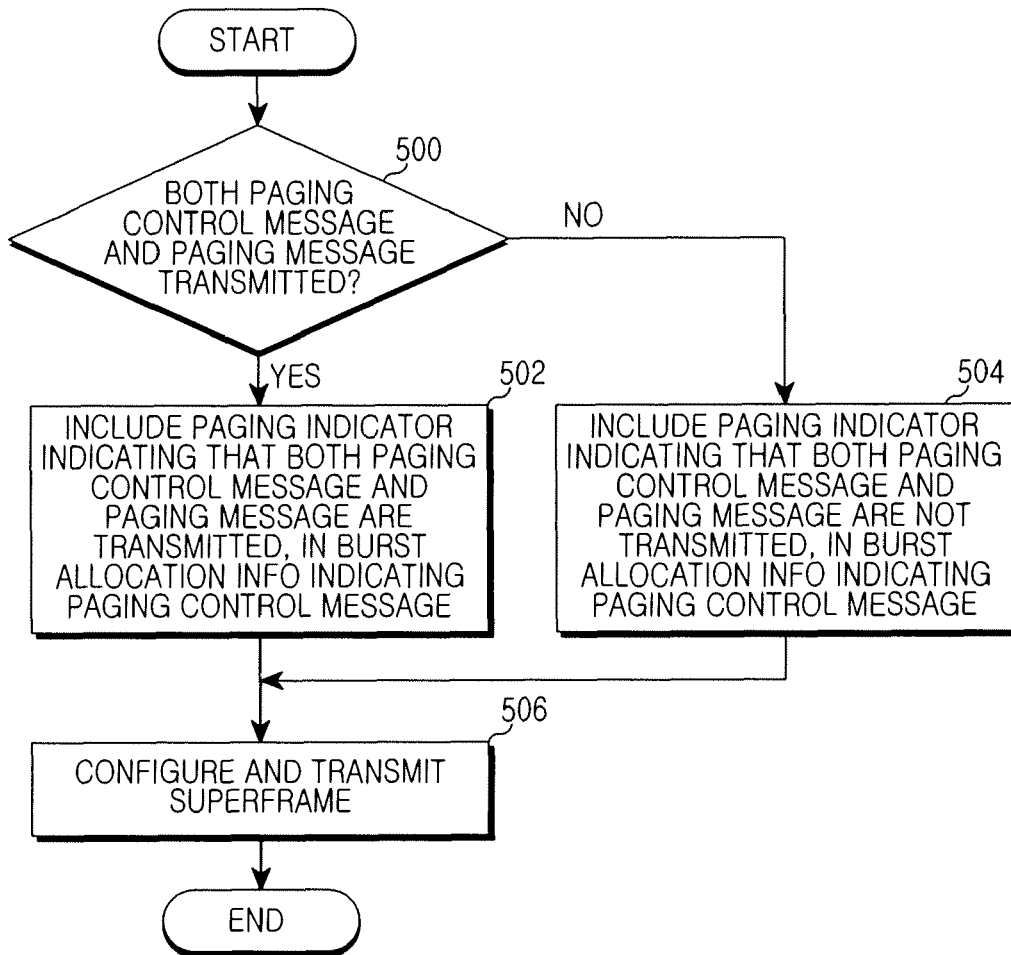 START
500
BOTH PAGING
CONTROL MESSAGE
AND PAGING MESSAGE
TRANSMITTED?
NO
YES
502
INCLUDE PAGING INDICATOR
INDICATING THAT BOTH PAGING
CONTROL MESSAGE AND
PAGING MESSAGE ARE
TRANSMITTED, IN BURST
ALLOCATION INFO INDICATING
PAGING CONTROL MESSAGE
504
INCLUDE PAGING INDICATOR
INDICATING THAT BOTH PAGING
CONTROL MESSAGE AND
PAGING MESSAGE ARE NOT
TRANSMITTED, IN BURST
ALLOCATION INFO INDICATING
PAGING CONTROL MESSAGE
506
CONFIGURE AND TRANSMIT
SUPERFRAME
END